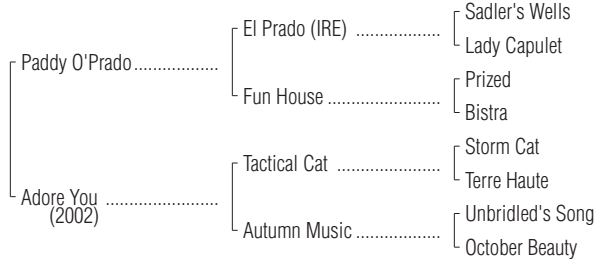 Sadler's Wells
El Prado (IRE) ...................
Lady Capulet
Paddy O'Prado...................
Prized
Fun House .........................
Bistra
Storm Cat
Tactical Cat .......................
Terre Haute
Adore You .........................
(2002)
Unbridled's Song
Autumn Music...................
October Beauty